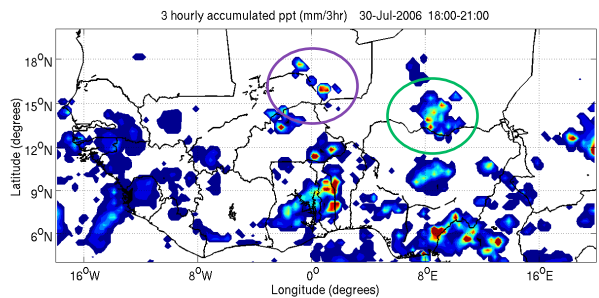 3 hourly accumulated ppt (mm/3hr) 30-Jul-2006 18:00-21:00
18°N
15°N
12°N
9°N
6°N
Latitude (degrees)
16°W
8°W
0°
8°E
16°E
Longitude (degrees)